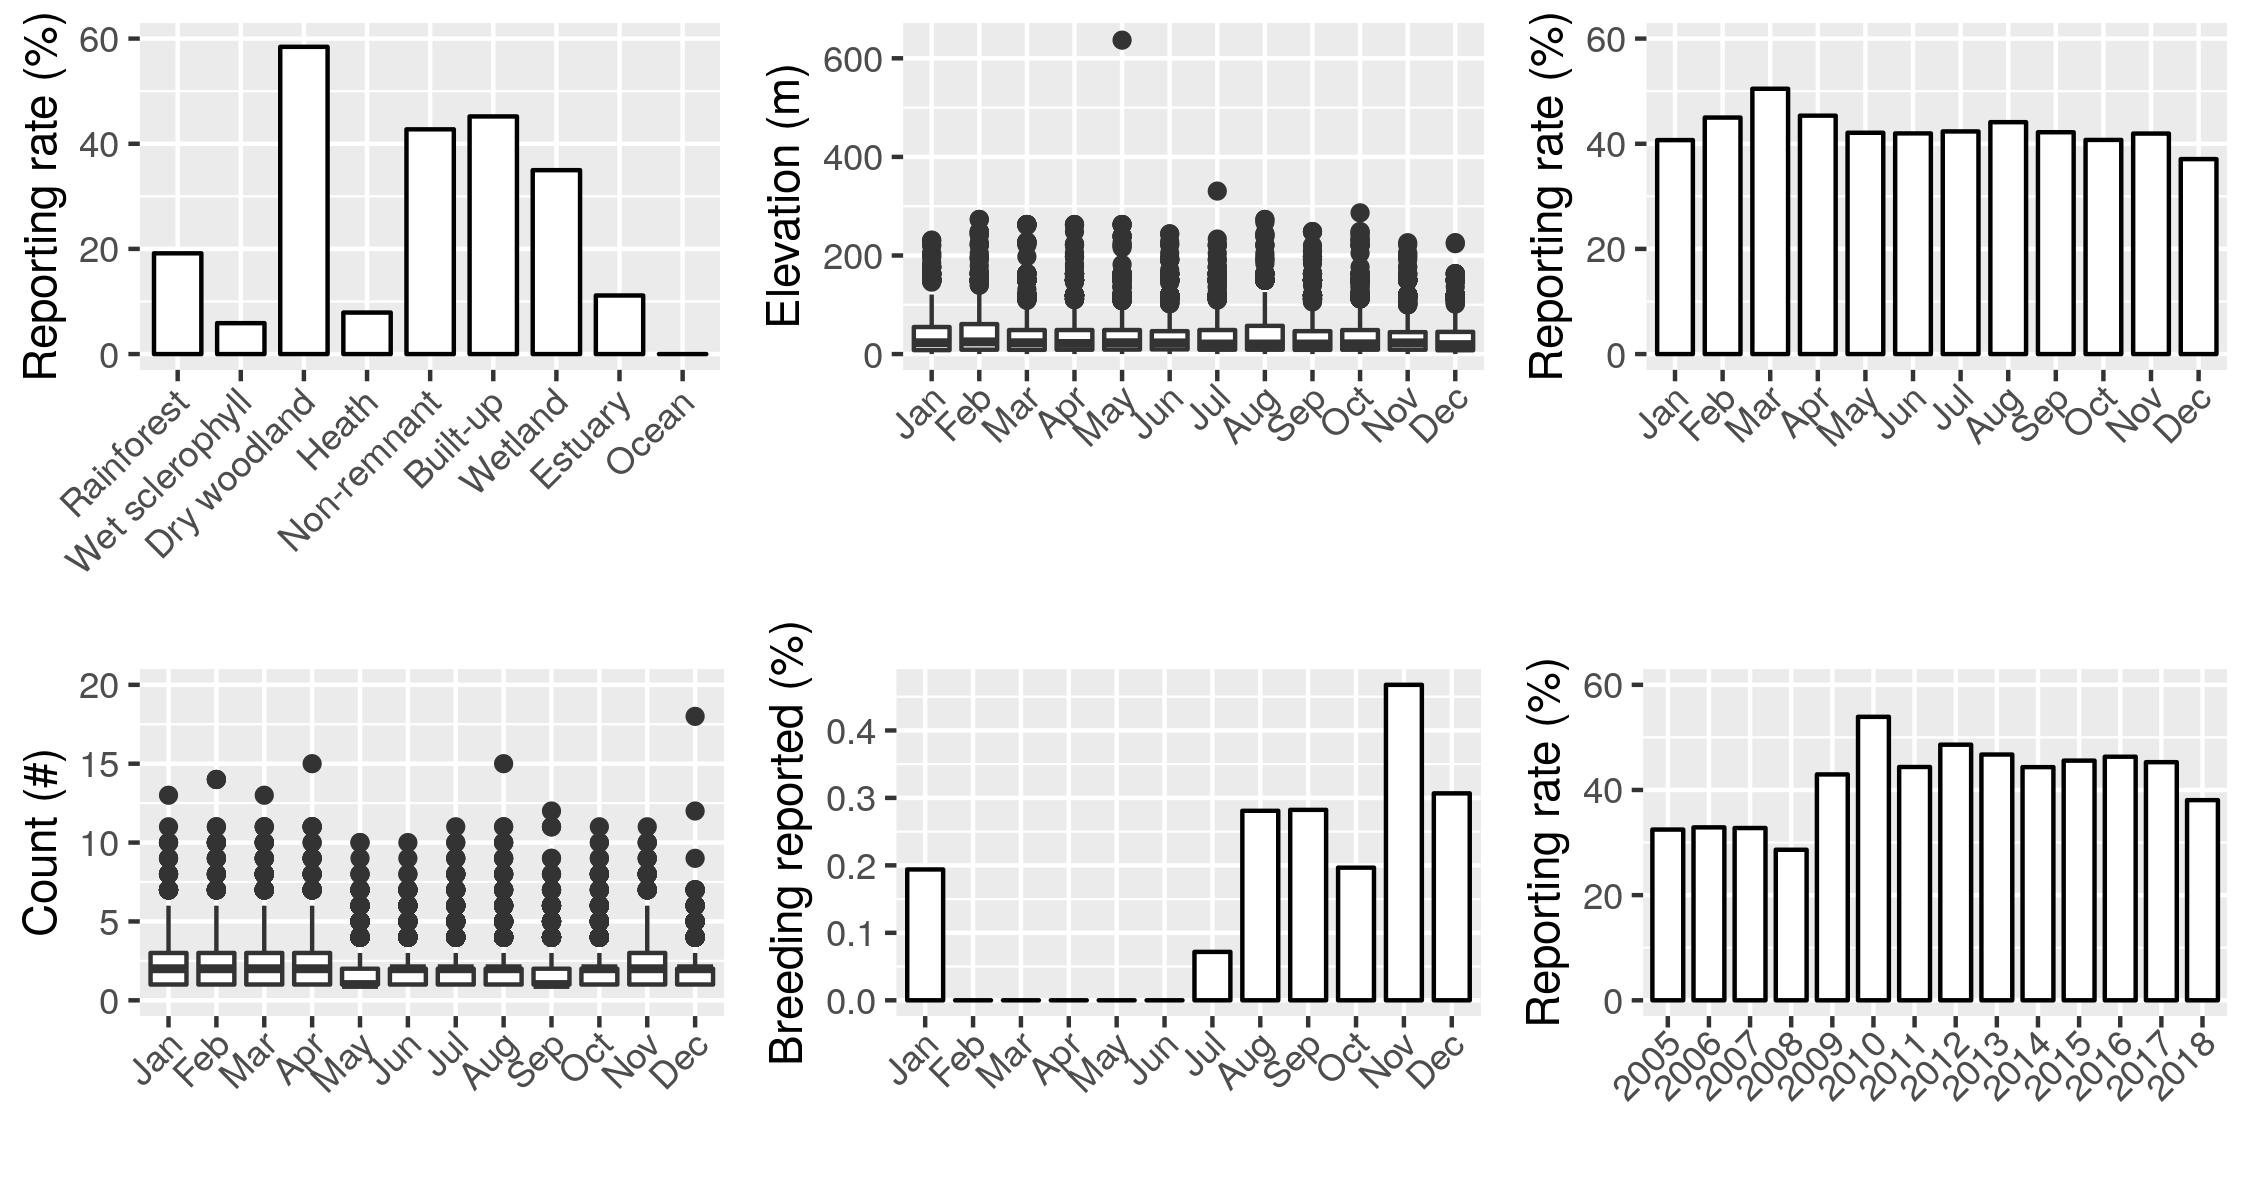 Reporting rate (%)
60
40
20
0
Rainforest
Wet sclerophyll
Dry woodland
Heath
Non-remnant
Built-up
Wetland
Estuary
Ocean
Elevation (m)
600
400
200
0
Jan
Feb
Mar
Apr
May
Jun
Jul
Aug
Sep
Oct
Nov
Dec
Reporting rate (%)
60
40
20
0
Jan
Feb
Mar
Apr
May
Jun
Jul
Aug
Sep
Oct
Nov
Dec
Count (#)
20
15
10
5
0
Jan
Feb
Mar
Apr
May
Jun
Jul
Aug
Sep
Oct
Nov
Dec
Breeding reported (%)
0.4
0.3
0.2
0.1
0.0
Jan
Feb
Mar
Apr
May
Jun
Jul
Aug
Sep
Oct
Nov
Dec
Reporting rate (%)
60
40
20
0
2005
2006
2007
2008
2009
2010
2011
2012
2013
2014
2015
2016
2017
2018